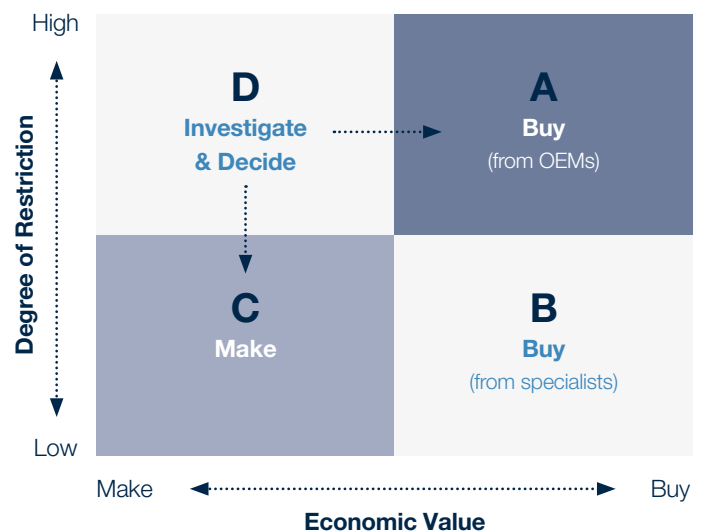 High
D
Investigate
& Decide
A
Buy
(from OEMs)
Degree of Restriction
C
Make
B
Buy
(from specialists)
Low
Make
Buy
Economic Value